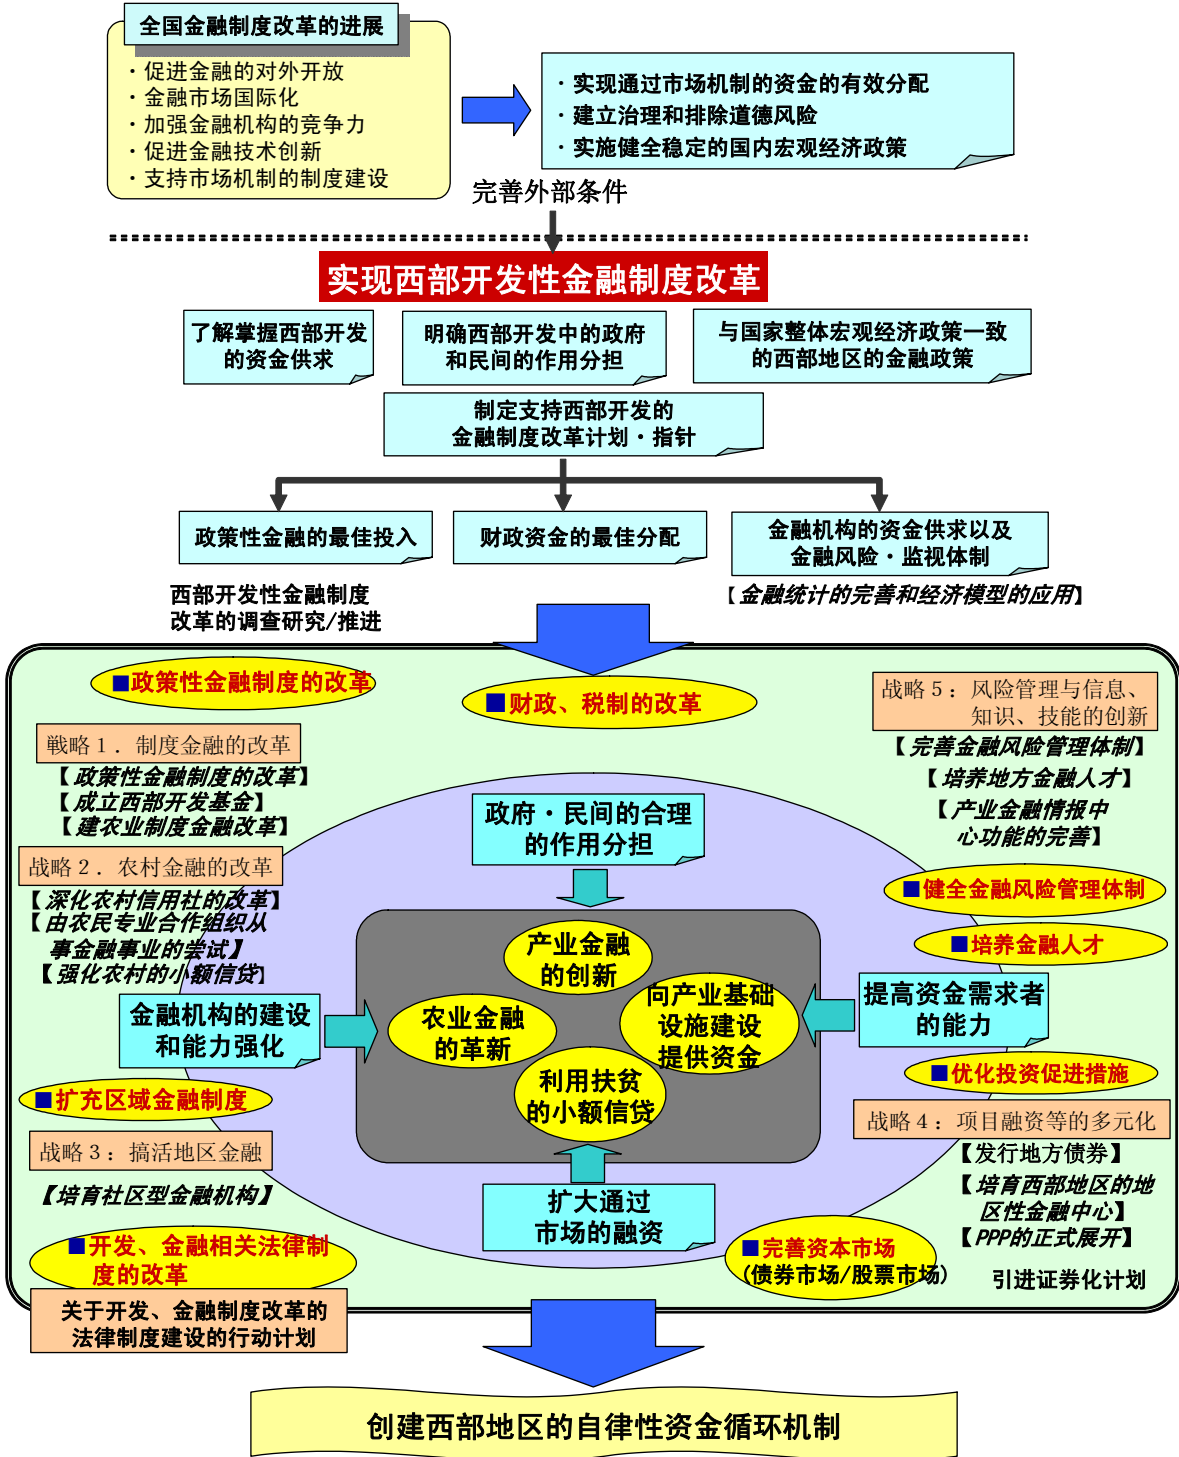 全国金融制度改革的进展
·促进金融的对外开放
·金融市场国际化
·加强金融机构的竞争力
·促进金融技术创新
·支持市场机制的制度建设
·实现通过市场机制的资金的有效分配
·建立治理和排除道德风险
·实施健全稳定的国内宏观经济政策
完善外部条件
实现西部开发性金融制度改革
了解掌握西部开发
的资金供求
明确西部开发中的政府
和民间的作用分担
与国家整体宏观经济政策一致
的西部地区的金融政策
制定支持西部开发的
金融制度改革计划·指针
政策性金融的最佳投入
财政资金的最佳分配
金融机构的资金供求以及
金融风险·监视体制
【金融统计的完善和经济模型的应用】
西部开发性金融制度
改革的调查研究/推进
■政策性金融制度的改革
■财政、税制的改革
战略5：风险管理与信息、
知识、技能的创新
【完善金融风险管理体制】
【培养地方金融人才】
【产业金融情报中
心功能的完善】
戦略1．制度金融的改革
【政策性金融制度的改革】
【成立西部开发基金】
【建农业制度金融改革】
战略2．农村金融的改革
【深化农村信用社的改革】
【由农民专业合作组织从
事金融事业的尝试】
【强化农村的小额信贷】
政府·民间的合理
的作用分担
■健全金融风险管理体制
■培养金融人才
产业金融
的创新
向产业基础
设施建设
提供资金
农业金融
的革新
利用扶贫
的小额信贷
金融机构的建设
和能力强化
提高资金需求者
的能力
■扩充区域金融制度
■优化投资促进措施
战略3：搞活地区金融
【培育社区型金融机构】
战略4：项目融资等的多元化
【发行地方债券】
【培育西部地区的地
区性金融中心】
【PPP的正式展开】
引进证券化计划
扩大通过
市场的融资
■完善资本市场
(债券市场/股票市场)
■开发、金融相关法律制
度的改革
关于开发、金融制度改革的
法律制度建设的行动计划
创建西部地区的自律性资金循环机制